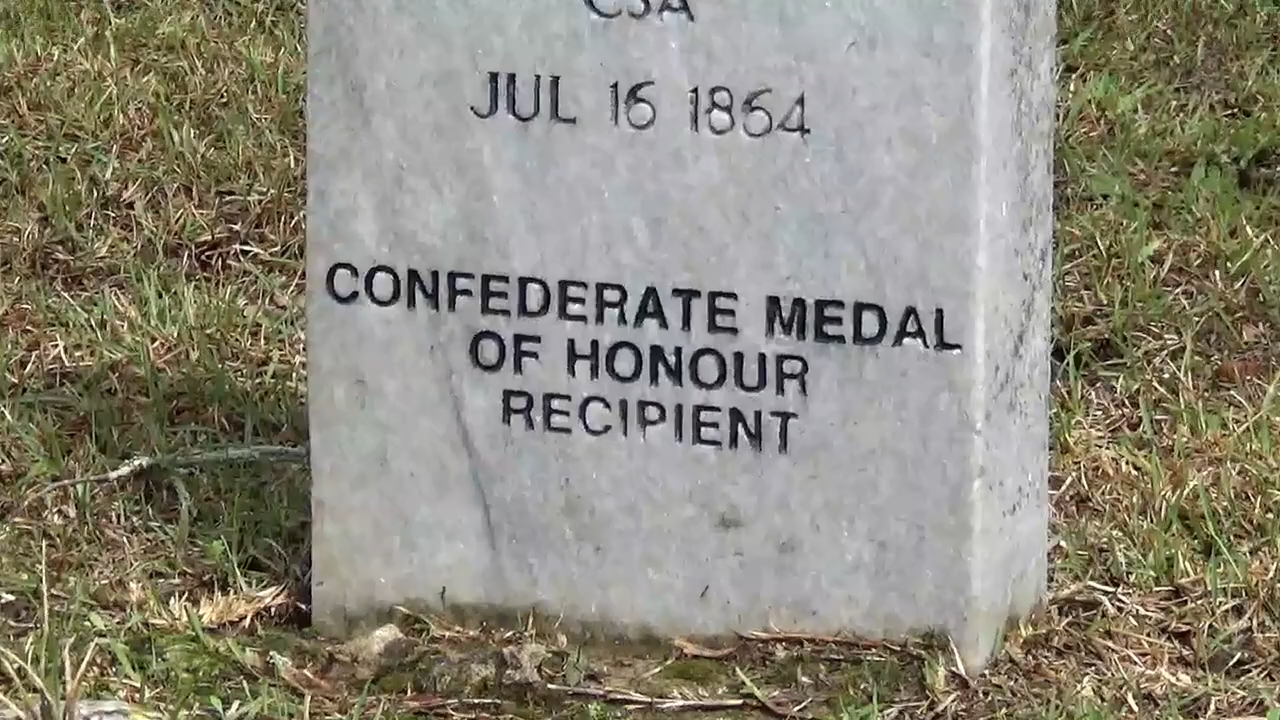 CSA
JUL 16 1864
CONFEDERATE MEDAL
OF HONOUR
RECIPIENT